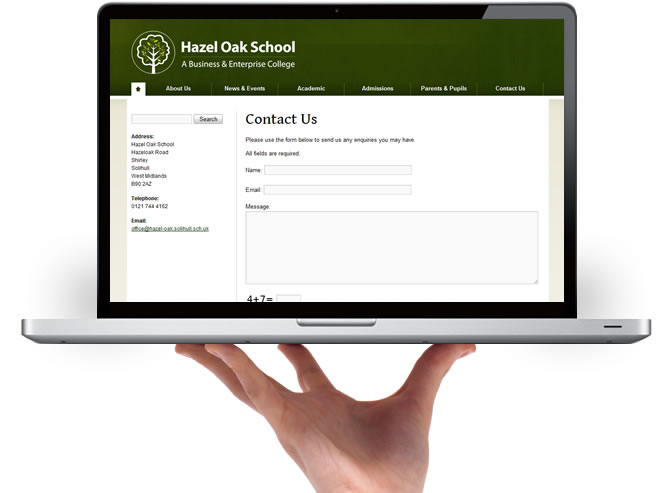 Hazel Oak School
A Business & Enterprise College
About Us
News & Events
Academic
Admissions
Parents & Pupils
Contact Us
Search
Address:
Hazel Oak School
Hazeloak Road
Shirley
Solihull
West Midlands
B90 2AZ
Telephone:
0121 744 4162
Email:
office@hazel-oak.solihull.sch.uk
Contact Us
Please use the form below to send us any enquiries you may have.
All fields are required.
Name:
Email:
Message:
4+7=